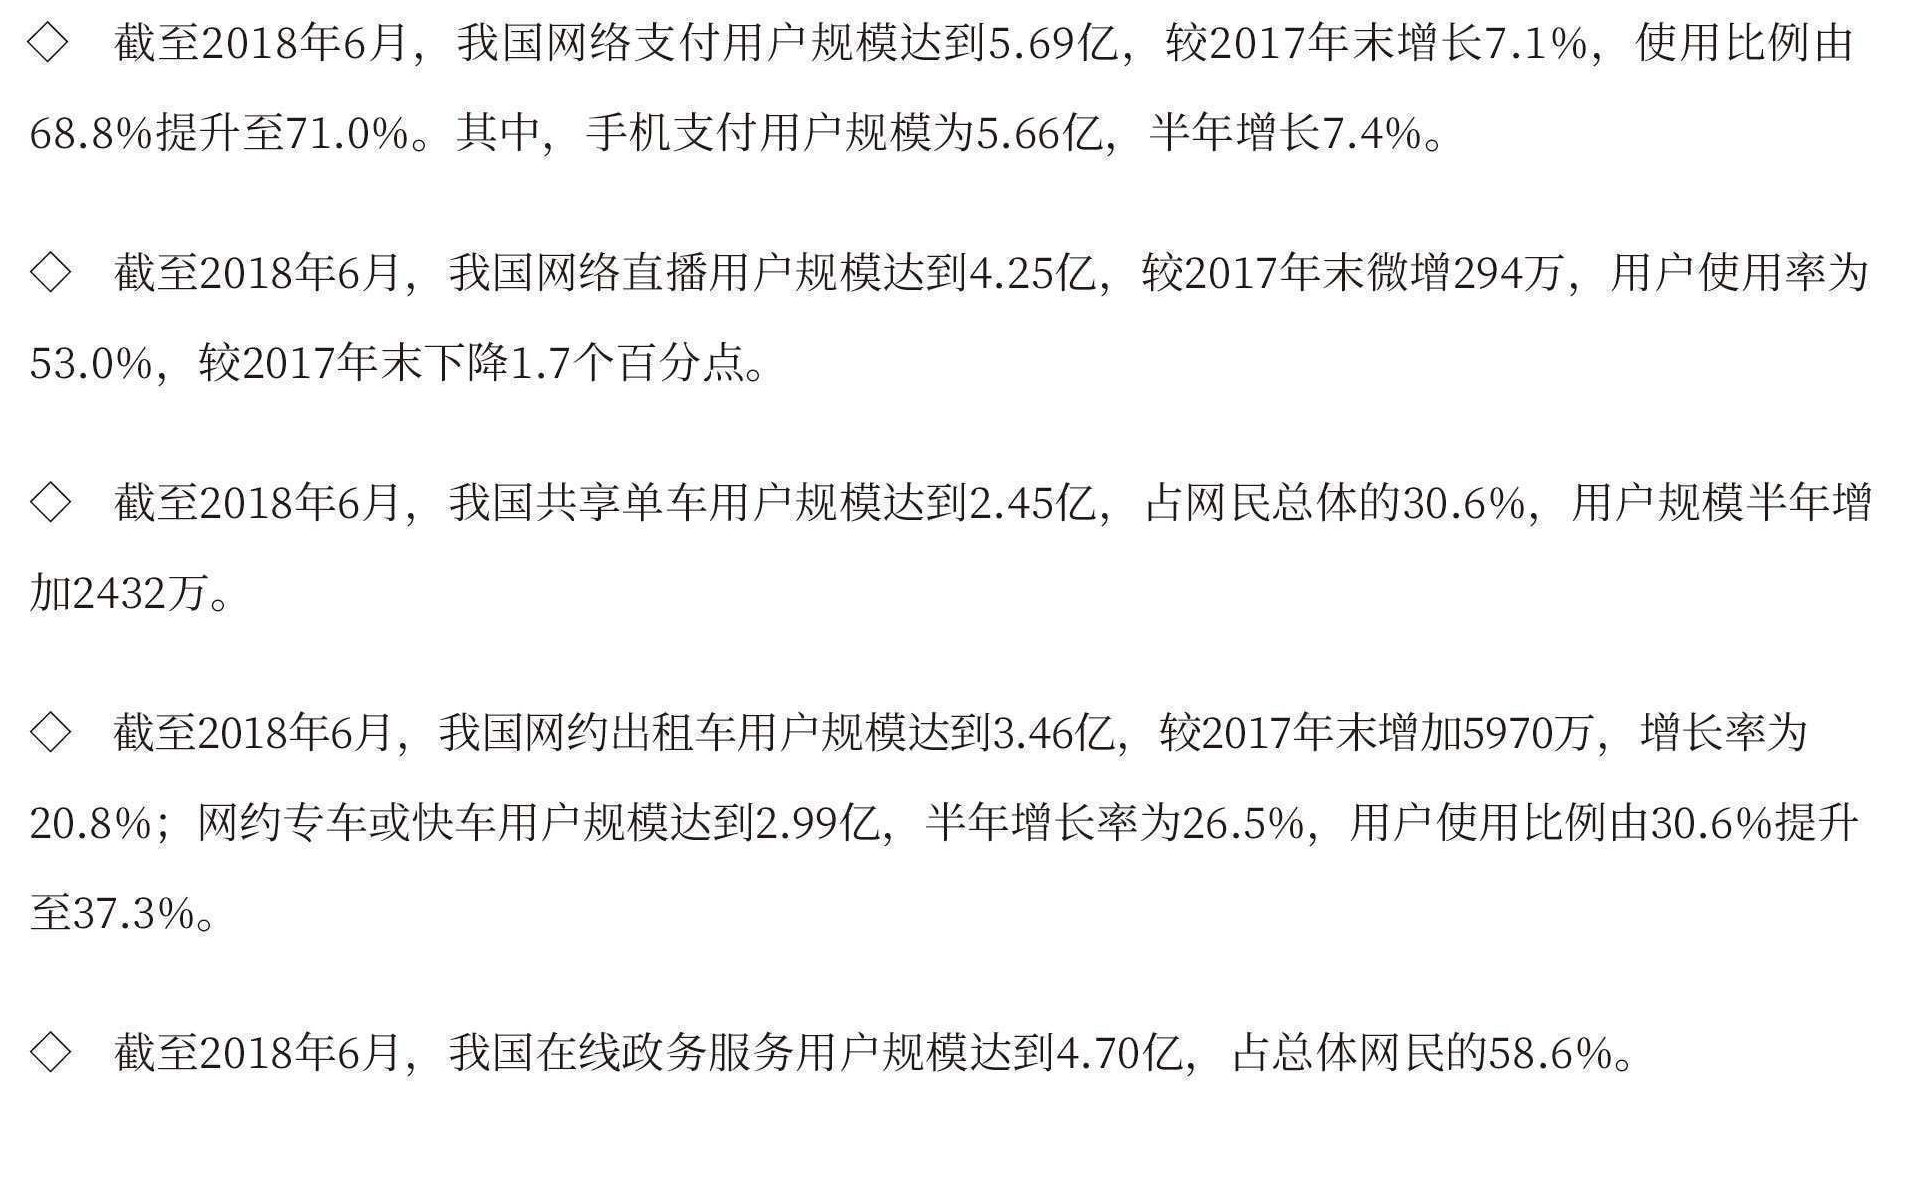 ◇ 截至2018年6月，我国网络支付用户规模达到5.69亿，较2017年末增长7.1%，使用比例由
68.8%提升至71.0%。其中，手机支付用户规模为5.66亿，半年增长7.4%。
◇ 截至2018年6月，我国网络直播用户规模达到4.25亿，较2017年末微增294万，用户使用率为
53.0%，较2017年末下降1.7个百分点。
◇ 截至2018年6月，我国共享单车用户规模达到2.45亿，占网民总体的30.6%，用户规模半年增
加2432万。
◇ 截至2018年6月，我国网约出租车用户规模达到3.46亿，较2017年末增加5970万，增长率为
20.8%；网约专车或快车用户规模达到2.99亿，半年增长率为26.5%，用户使用比例由30.6%提升
至37.3%。
◇ 截至2018年6月，我国在线政务服务用户规模达到4.70亿，占总体网民的58.6%。